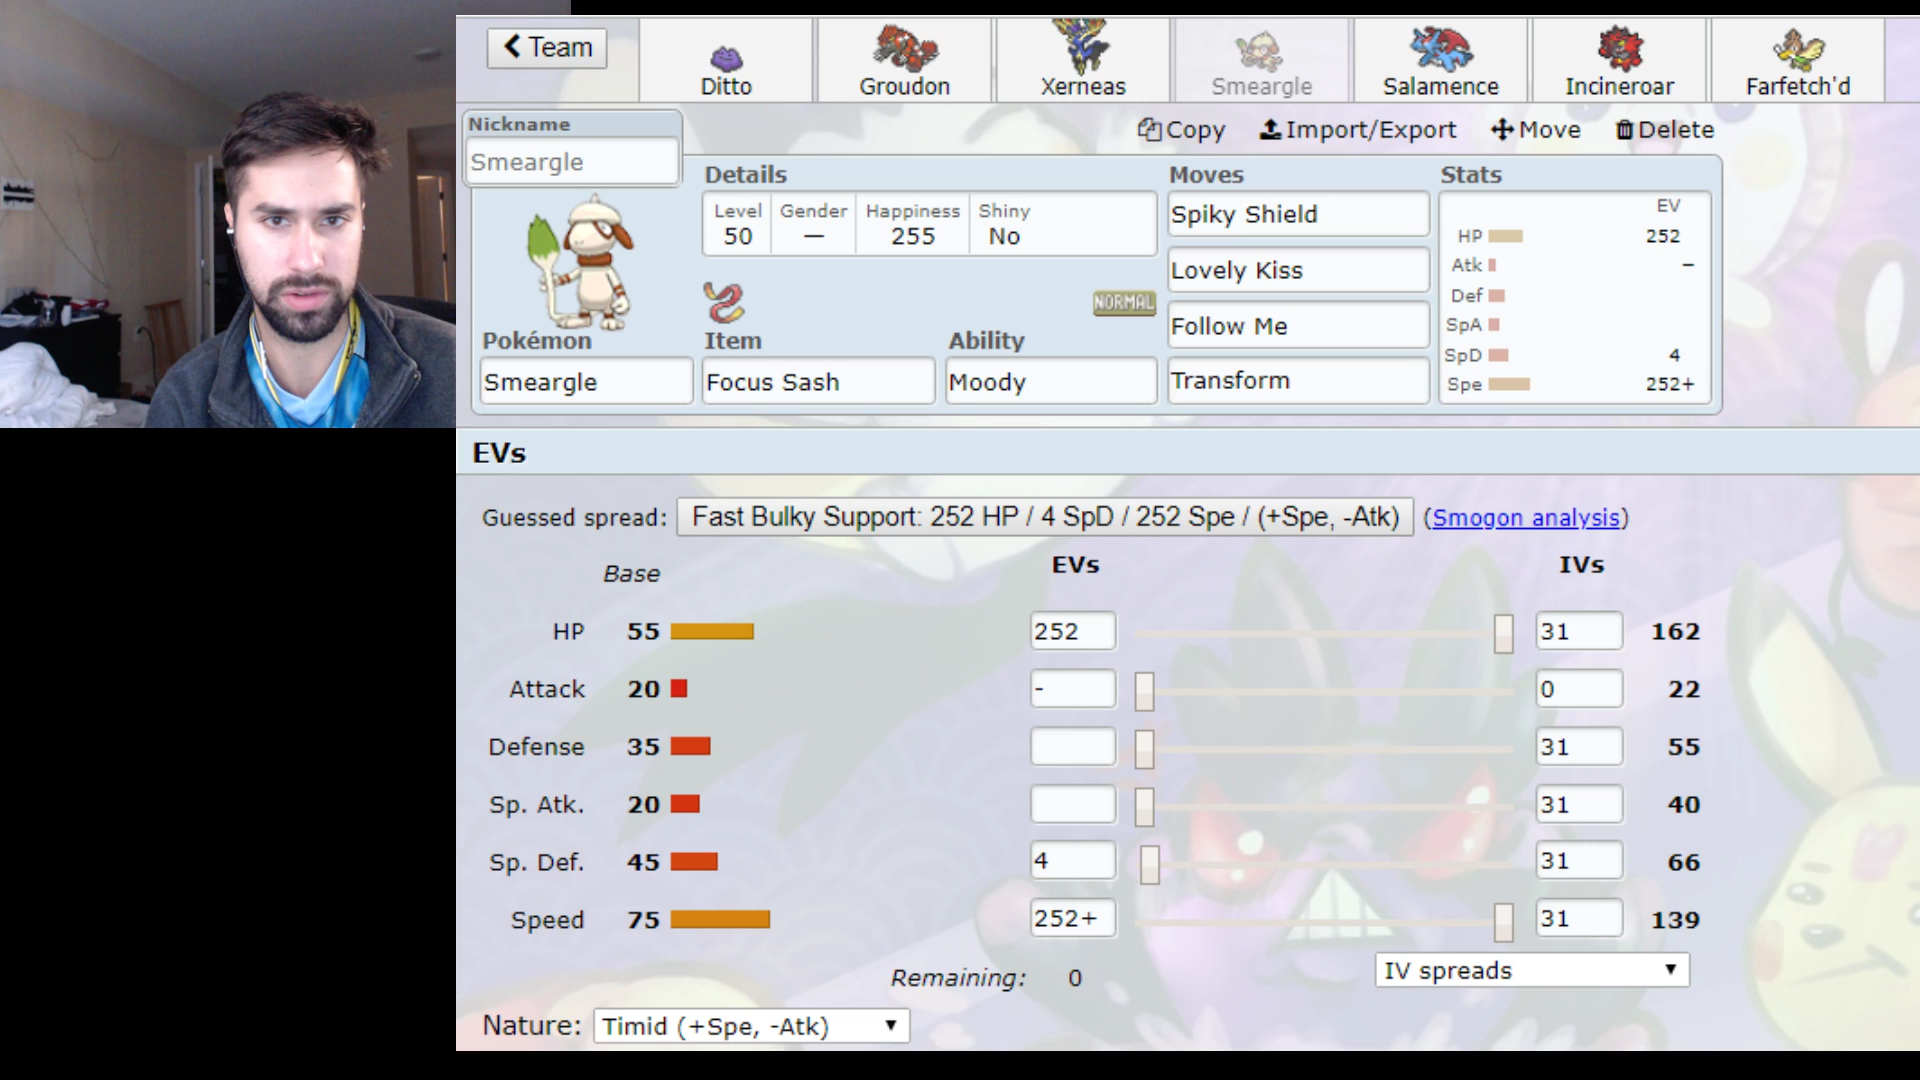 Team
Ditto
Groudon
Xerneas
Smeargle
Salamence
Incineroar
Farfetch'd
Nickname
Smeargle
Copy
Import/Export
Move
Delete
Details
Level Gender Happiness Shiny
50 — 255 No
NORMAL
Pokémon
Smeargle
Item
Focus Sash
Ability
Moody
Moves
Spiky Shield
Lovely Kiss
Follow Me
Transform
Stats
EV
HP 252
Atk –
Def
SpA
SpD 4
Spe 252+
EVs
Guessed spread: Fast Bulky Support: 252 HP / 4 SpD / 252 Spe / (+Spe, -Atk) (Smogon analysis)
Base EVs IVs
HP 55 252 31 162
Attack 20 - 0 22
Defense 35 31 55
Sp. Atk. 20 31 40
Sp. Def. 45 4 31 66
Speed 75 252+ 31 139
Remaining: 0
IV spreads
Nature: Timid (+Spe, -Atk)